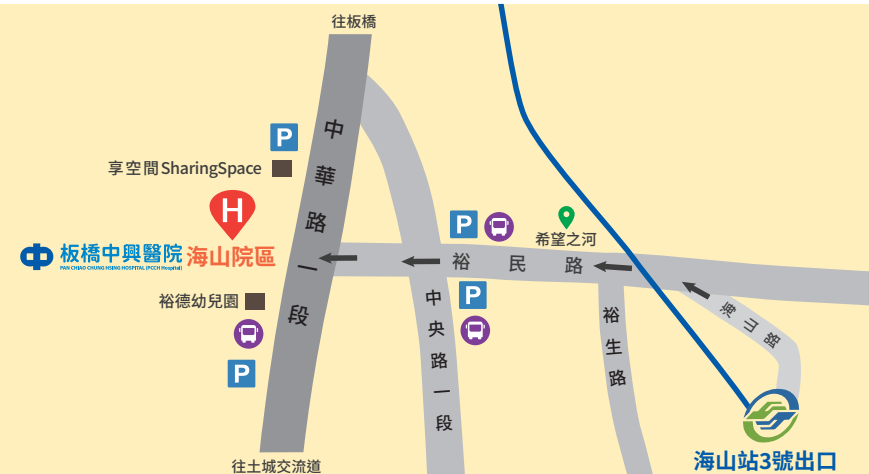 往板橋
中華路一段
P
享空間SharingSpace
H
板橋中興醫院
PAN CHIAO CHUNG HSING HOSPITAL (PCCH Hospital)
海山院區
裕德幼兒園
P
往土城交流道
P
希望之河
裕民路
P
中央路一段
裕生路
海山路
海山站3號出口